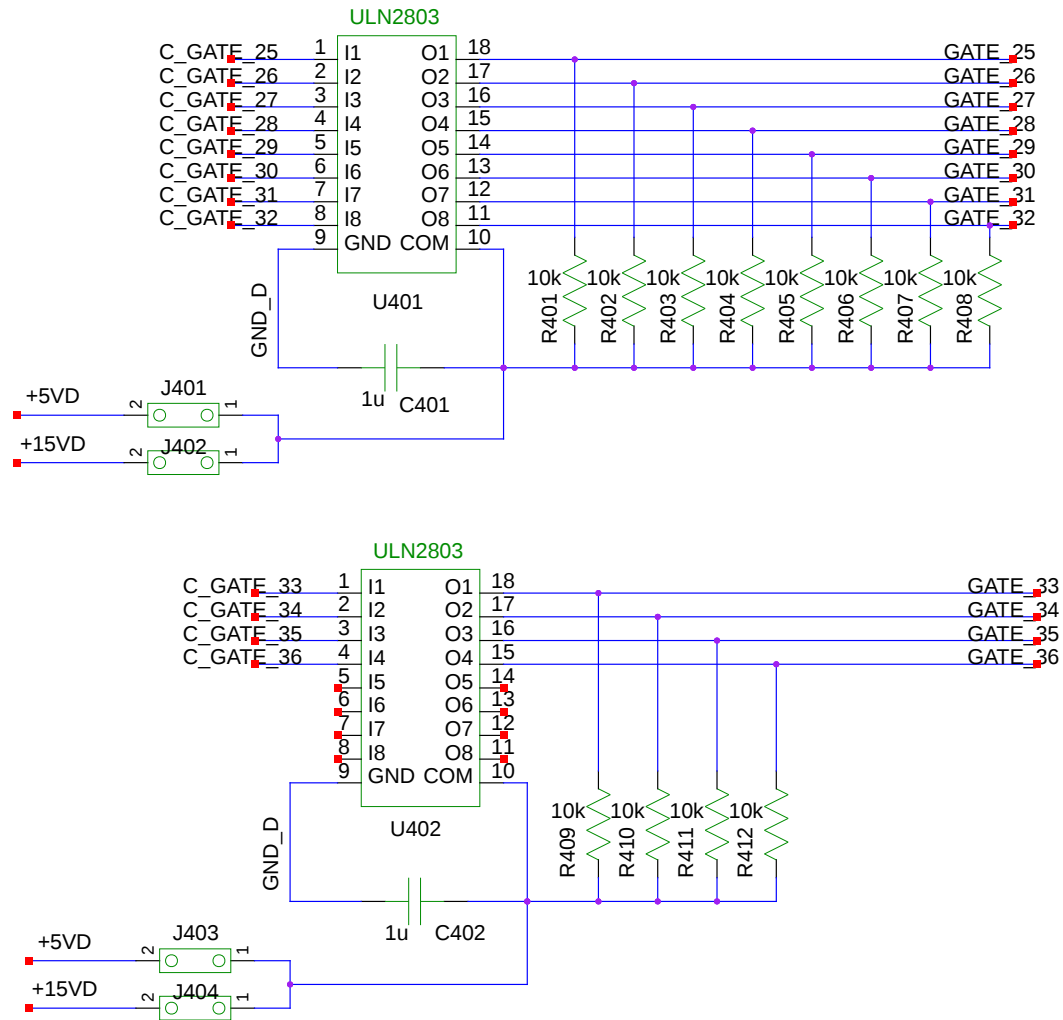 ULN2803
C_GATE_25 1 I1 O1 18 GATE_25
C_GATE_26 2 I2 O2 17 GATE_26
C_GATE_27 3 I3 O3 16 GATE_27
C_GATE_28 4 I4 O4 15 GATE_28
C_GATE_29 5 I5 O5 14 GATE_29
C_GATE_30 6 I6 O6 13 GATE_30
C_GATE_31 7 I7 O7 12 GATE_31
C_GATE_32 8 I8 O8 11 GATE_32
9 GND COM 10
10k 10k 10k 10k 10k 10k 10k 10k
R401 R402 R403 R404 R405 R406 R407 R408
U401
GND_D
1u C401
+5VD 2 J401 1
+15VD 2 J402 1
ULN2803
C_GATE_33 1 I1 O1 18 GATE_33
C_GATE_34 2 I2 O2 17 GATE_34
C_GATE_35 3 I3 O3 16 GATE_35
C_GATE_36 4 I4 O4 15 GATE_36
5 I5 O5 14
6 I6 O6 13
7 I7 O7 12
8 I8 O8 11
9 GND COM 10
10k 10k 10k 10k
R409 R410 R411 R412
U402
GND_D
1u C402
+5VD 2 J403 1
+15VD 2 J404 1